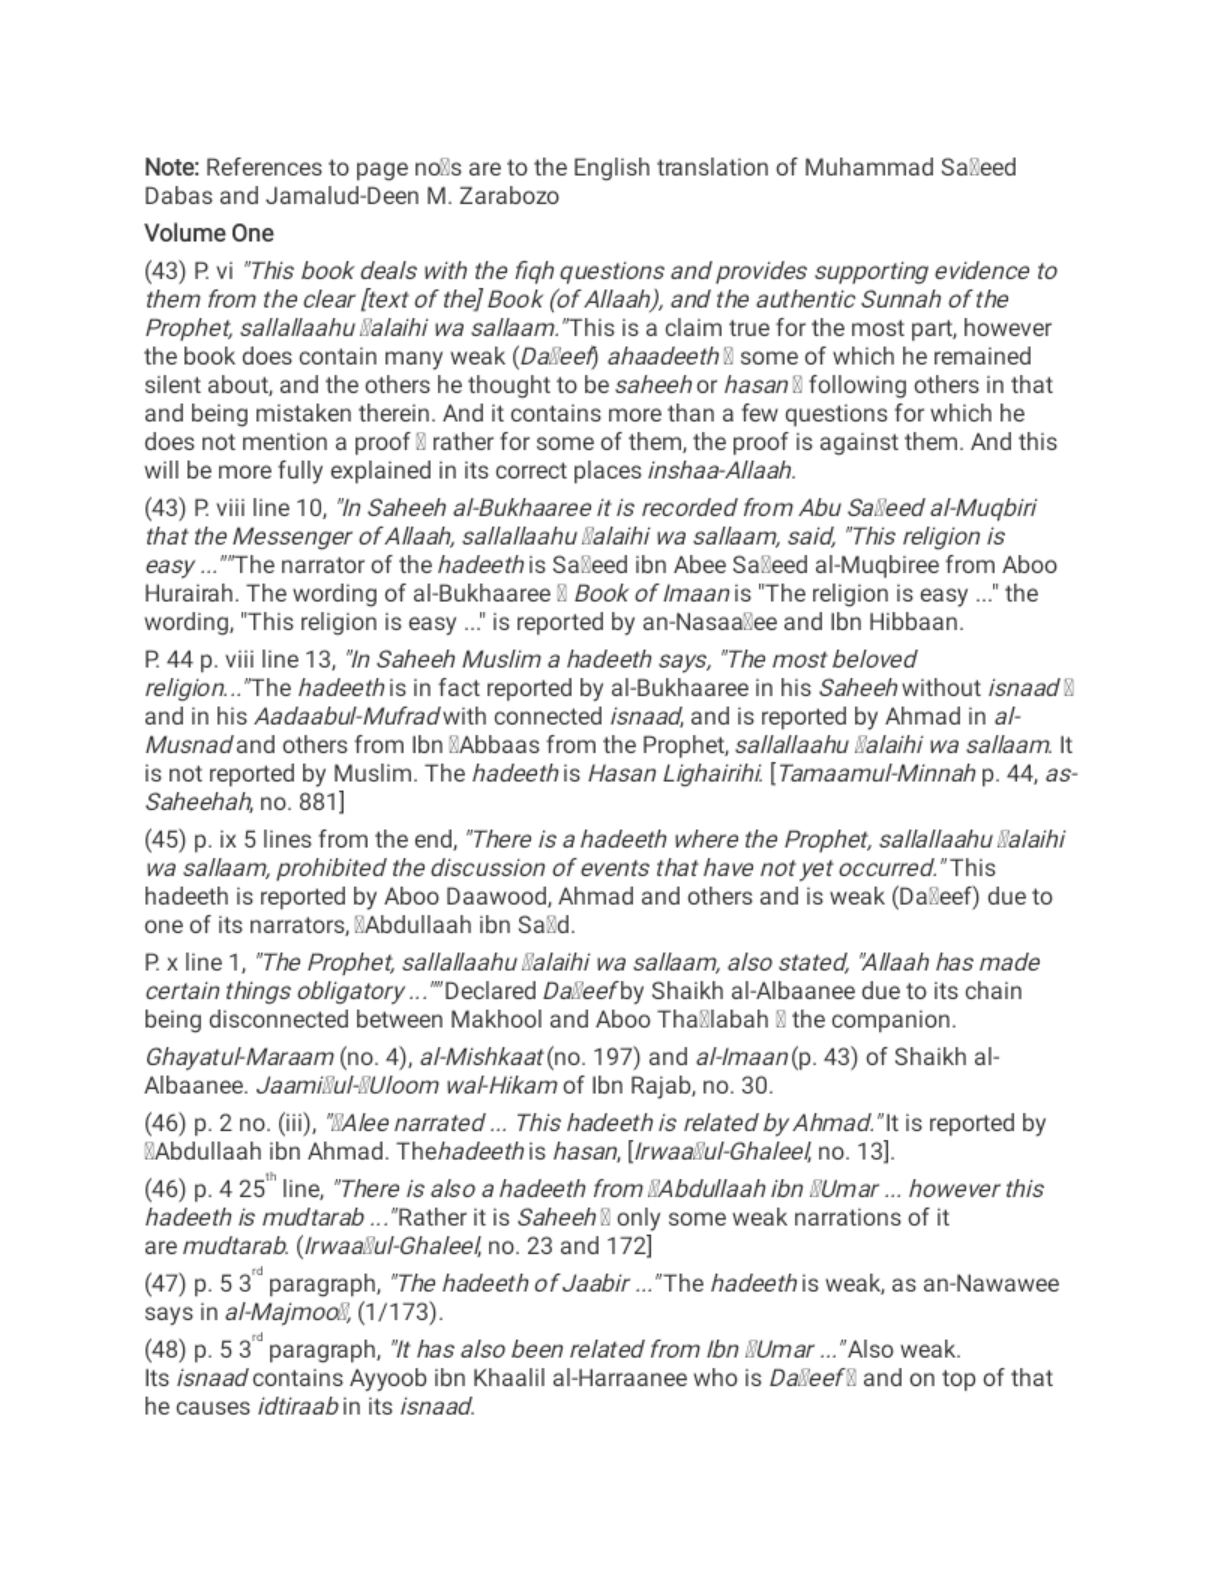 Note: References to page no▯s are to the English translation of Muhammad Sa▯eed
Dabas and Jamalud-Deen M. Zarabozo
Volume One
(43) P. vi "This book deals with the fiqh questions and provides supporting evidence to
them from the clear [text of the] Book (of Allaah), and the authentic Sunnah of the
Prophet, sallallaahu ▯alaihi wa sallaam."This is a claim true for the most part, however
the book does contain many weak (Da▯eef) ahaadeeth ▯ some of which he remained
silent about, and the others he thought to be saheeh or hasan ▯ following others in that
and being mistaken therein. And it contains more than a few questions for which he
does not mention a proof ▯ rather for some of them, the proof is against them. And this
will be more fully explained in its correct places inshaa-Allaah.
(43) P. viii line 10, "In Saheeh al-Bukhaaree it is recorded from Abu Sa▯eed al-Muqbiri
that the Messenger of Allaah, sallallaahu ▯alaihi wa sallaam, said, "This religion is
easy ...""The narrator of the hadeeth is Sa▯eed ibn Abee Sa▯eed al-Muqbiree from Aboo
Hurairah. The wording of al-Bukhaaree ▯ Book of Imaan is "The religion is easy ..." the
wording, "This religion is easy ..." is reported by an-Nasaa▯ee and Ibn Hibbaan.
P. 44 p. viii line 13, "In Saheeh Muslim a hadeeth says, "The most beloved
religion..."The hadeeth is in fact reported by al-Bukhaaree in his Saheeh without isnaad ▯
and in his Aadaabul-Mufrad with connected isnaad, and is reported by Ahmad in al-
Musnad and others from Ibn ▯Abbaas from the Prophet, sallallaahu ▯alaihi wa sallaam. It
is not reported by Muslim. The hadeeth is Hasan Lighairihi. [Tamaamul-Minnah p. 44, as-
Saheehah, no. 881]
(45) p. ix 5 lines from the end, "There is a hadeeth where the Prophet, sallallaahu ▯alaihi
wa sallaam, prohibited the discussion of events that have not yet occurred." This
hadeeth is reported by Aboo Daawood, Ahmad and others and is weak (Da▯eef) due to
one of its narrators, ▯Abdullaah ibn Sa▯d.
P. x line 1, "The Prophet, sallallaahu ▯alaihi wa sallaam, also stated, "Allaah has made
certain things obligatory ...""Declared Da▯eef by Shaikh al-Albaanee due to its chain
being disconnected between Makhool and Aboo Tha▯labah ▯ the companion.
Ghayatul-Maraam (no. 4), al-Mishkaat (no. 197) and al-Imaan (p. 43) of Shaikh al-
Albaanee. Jaami▯ul-▯Uloom wal-Hikam of Ibn Rajab, no. 30.
(46) p. 2 no. (iii), "▯Alee narrated ... This hadeeth is related by Ahmad."It is reported by
▯Abdullaah ibn Ahmad. Thehadeeth is hasan, [Irwaa▯ul-Ghaleel, no. 13].
(46) p. 4 25th line, "There is also a hadeeth from ▯Abdullaah ibn ▯Umar ... however this
hadeeth is mudtarab ..."Rather it is Saheeh ▯ only some weak narrations of it
are mudtarab. (Irwaa▯ul-Ghaleel, no. 23 and 172]
(47) p. 5 3rd paragraph, "The hadeeth of Jaabir ..." The hadeeth is weak, as an-Nawawee
says in al-Majmoo▯, (1/173).
(48) p. 5 3rd paragraph, "It has also been related from Ibn ▯Umar ..."Also weak.
Its isnaad contains Ayyoob ibn Khaalil al-Harraanee who is Da▯eef ▯ and on top of that
he causes idtiraab in its isnaad.